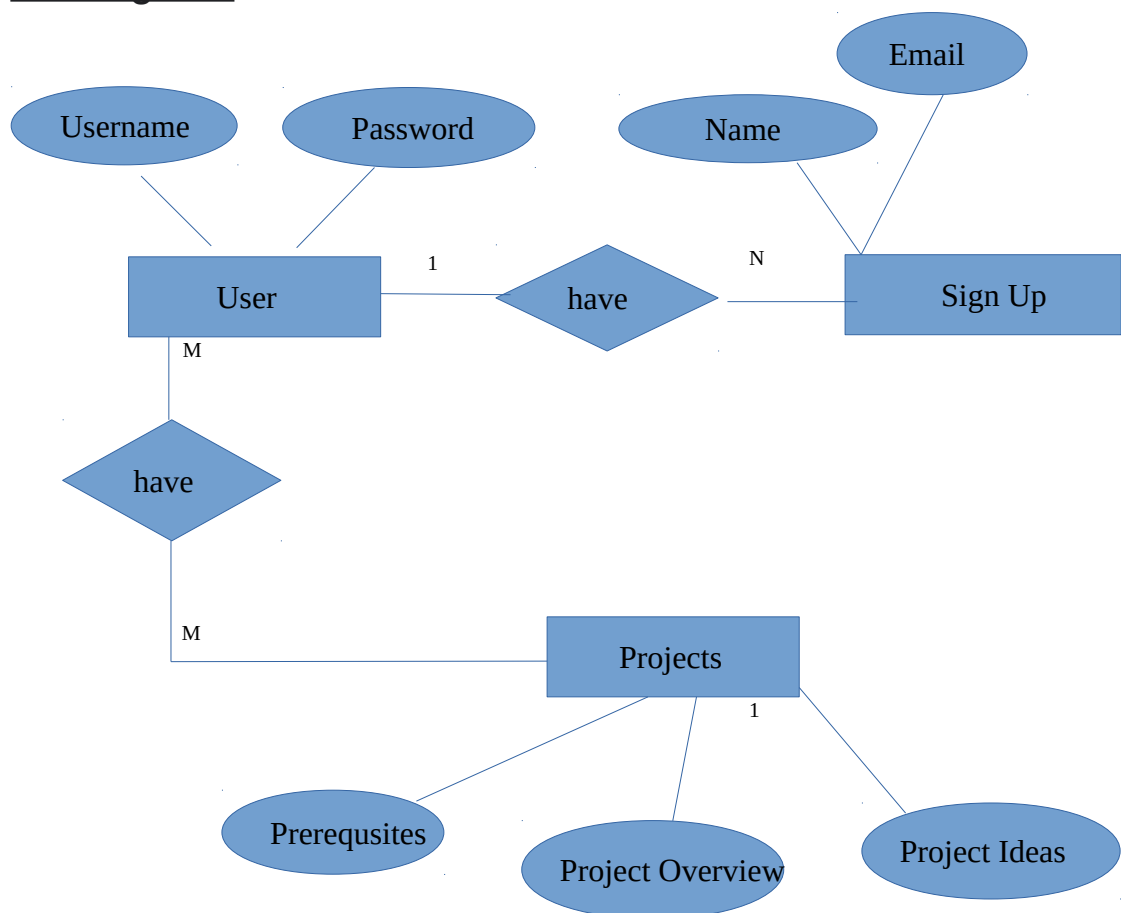 Email
Username
Password
Name
1
N
User
have
Sign Up
M
have
M
Projects
1
Prerequsites
Project Overview
Project Ideas